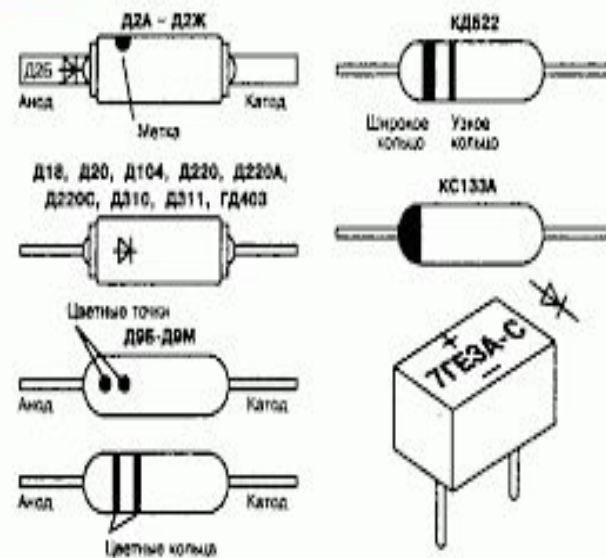 Д2А – Д2Ж
Д2Б
Анод
Катод
Метка
Д18, Д20, Д104, Д220, Д220А,
Д220С, Д310, Д311, ГД403
Цветные точки
Д9Б-Д9М
Анод
Катод
Анод
Катод
Цветные кольца
КД522
Широкое
кольцо
Узкое
кольцо
КС133А
+
7ГЕ3А-С
–